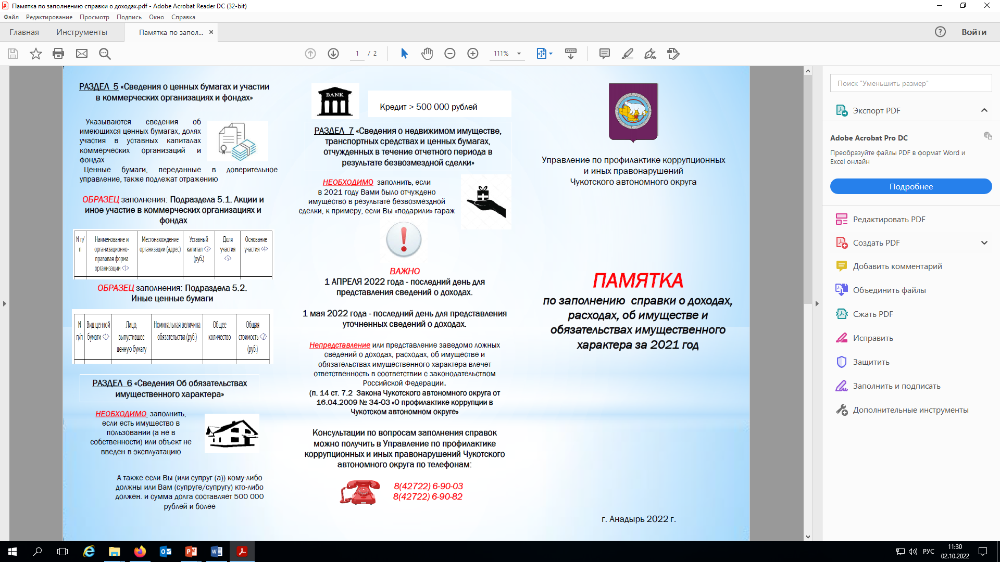 Памятка по заполнению справки о доходах.pdf - Adobe Acrobat Reader DC (32-bit)
Файл Редактирование Просмотр Подпись Окно Справка
Главная Инструменты Памятка по запол... × Войти
1 / 2 111%
РАЗДЕЛ 5 «Сведения о ценных бумагах и участии
в коммерческих организациях и фондах»
Указываются сведения об
имеющихся ценных бумагах, долях
участия в уставных капиталах
коммерческих организаций и
фондах
Ценные бумаги, переданные в доверительное
управление, также подлежат отражению
ОБРАЗЕЦ заполнения: Подраздела 5.1. Акции и
иное участие в коммерческих организациях и
фондах
N п/п Наименование и организационно-правовая форма организации <1> Местонахождение организации (адрес) Уставный капитал <2> (руб.) Доля участия <3> Основание участия <4>
ОБРАЗЕЦ заполнения: Подраздела 5.2.
Иные ценные бумаги
N п/п Вид ценной бумаги <1> Лицо, выпустившее ценную бумагу Номинальная величина обязательства (руб.) Общее количество Общая стоимость <2> (руб.)
РАЗДЕЛ 6 «Сведения Об обязательствах
имущественного характера»
НЕОБХОДИМО заполнить,
если есть имущество в
пользовании (а не в
собственности) или объект не
введен в эксплуатацию
А также если Вы (или супруг (а)) кому-либо
должны или Вам (супруге/супругу) кто-либо
должен. и сумма долга составляет 500 000
рублей и более
BANK
Кредит > 500 000 рублей
РАЗДЕЛ 7 «Сведения о недвижимом имуществе,
транспортных средствах и ценных бумагах,
отчужденных в течение отчетного периода в
результате безвозмездной сделки»
НЕОБХОДИМО заполнить, если
в 2021 году Вами было отчуждено
имущество в результате безвозмездной
сделки, к примеру, если Вы «подарили» гараж
ВАЖНО
1 АПРЕЛЯ 2022 года - последний день для
представления сведений о доходах.
1 мая 2022 года - последний день для представления
уточненных сведений о доходах.
Непредставление или представление заведомо ложных
сведений о доходах, расходах, об имуществе и
обязательствах имущественного характера влечет
ответственность в соответствии с законодательством
Российской Федерации.
(п. 14 ст. 7.2 Закона Чукотского автономного округа от
16.04.2009 № 34-ОЗ «О профилактике коррупции в
Чукотском автономном округе»
Консультации по вопросам заполнения справок
можно получить в Управление по профилактике
коррупционных и иных правонарушений Чукотского
автономного округа по телефонам:
8(42722) 6-90-03
8(42722) 6-90-82
Управление по профилактике коррупционных
и иных правонарушений
Чукотского автономного округа
ПАМЯТКА
по заполнению справки о доходах,
расходах, об имуществе и
обязательствах имущественного
характера за 2021 год
г. Анадырь 2022 г.
Поиск "Уменьшить размер"
Экспорт PDF
Adobe Acrobat Pro DC
Преобразуйте файлы PDF в формат Word и
Excel онлайн
Подробнее
Редактировать PDF
Создать PDF
Добавить комментарий
Объединить файлы
Сжать PDF
Исправить
Защитить
Заполнить и подписать
Дополнительные инструменты
РУС
11:30
02.10.2022